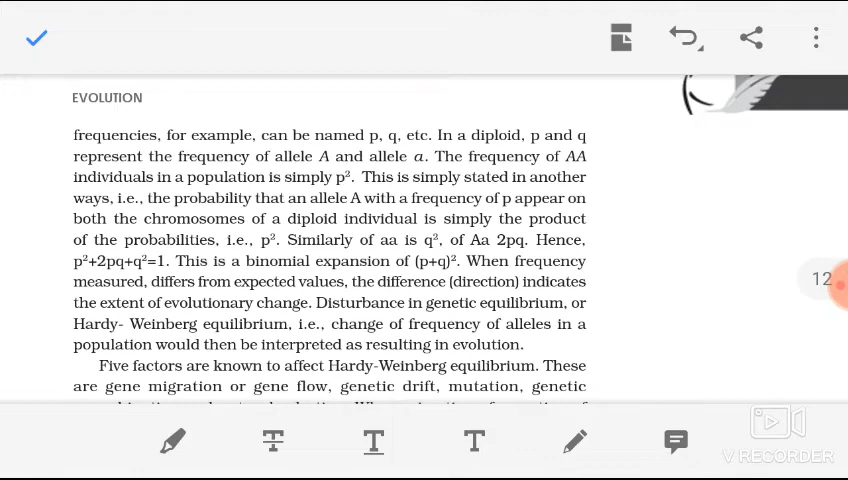 EVOLUTION
frequencies, for example, can be named p, q, etc. In a diploid, p and q
represent the frequency of allele A and allele a. The frequency of AA
individuals in a population is simply p². This is simply stated in another
ways, i.e., the probability that an allele A with a frequency of p appear on
both the chromosomes of a diploid individual is simply the product
of the probabilities, i.e., p². Similarly of aa is q², of Aa 2pq. Hence,
p²+2pq+q²=1. This is a binomial expansion of (p+q)². When frequency
measured, differs from expected values, the difference (direction) indicates
12
the extent of evolutionary change. Disturbance in genetic equilibrium, or
Hardy- Weinberg equilibrium, i.e., change of frequency of alleles in a
population would then be interpreted as resulting in evolution.
Five factors are known to affect Hardy-Weinberg equilibrium. These
are gene migration or gene flow, genetic drift, mutation, genetic
T T T
V RECORDER